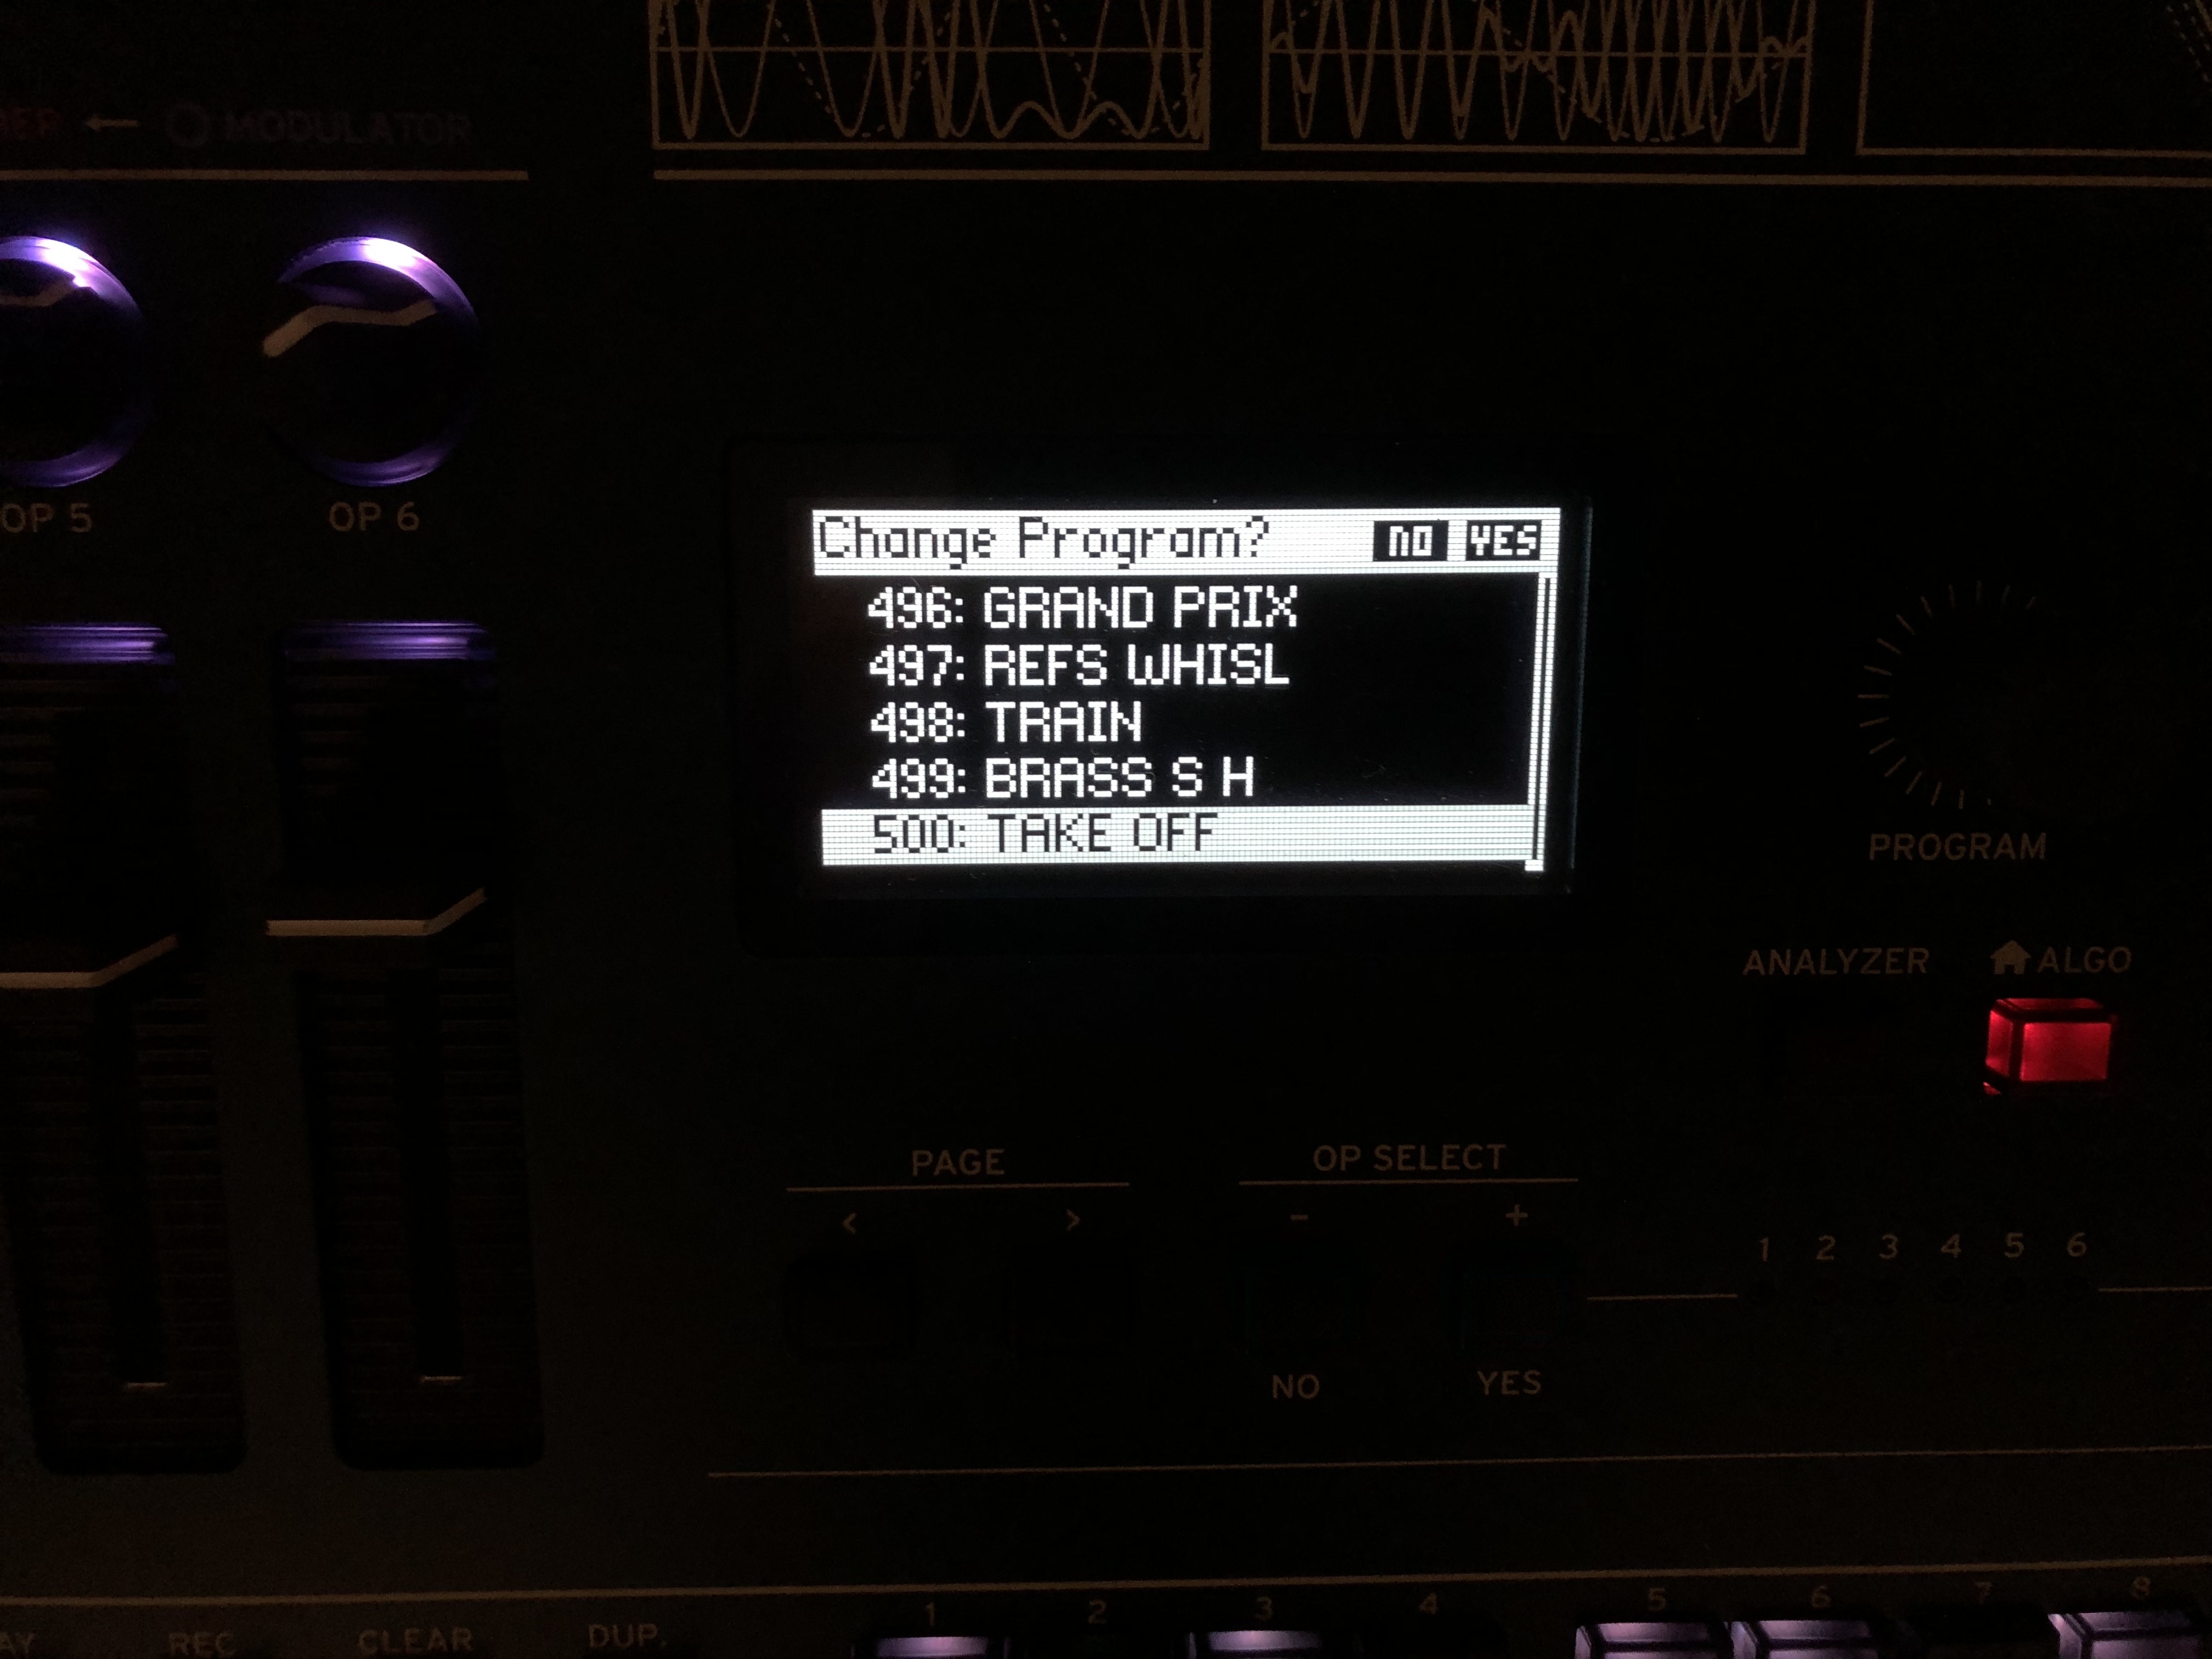 MODULATOR
OP 5
OP 6
Change Program? NO YES
496: GRAND PRIX
497: REFS WHISL
498: TRAIN
499: BRASS S H
500: TAKE OFF
PROGRAM
ANALYZER ALGO
PAGE
OP SELECT
< >
- +
1 2 3 4 5 6
NO YES
REC CLEAR DUP.
1 2 3 4 5 6 7 8